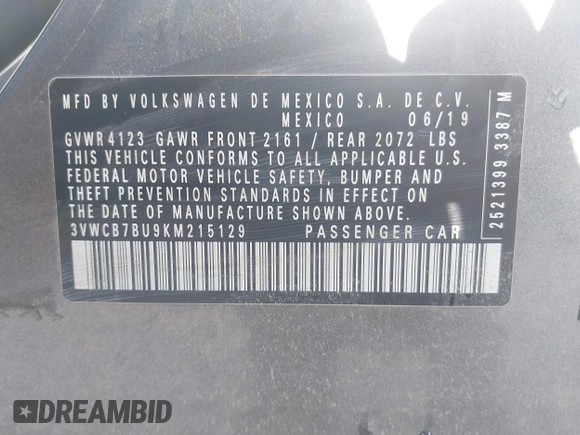 MFD BY VOLKSWAGEN DE MEXICO S.A. DE C.V.
MEXICO 06/19
GVWR 4123 GAWR FRONT 2161 / REAR 2072 LBS
THIS VEHICLE CONFORMS TO ALL APPLICABLE U.S.
FEDERAL MOTOR VEHICLE SAFETY, BUMPER AND
THEFT PREVENTION STANDARDS IN EFFECT ON
THE DATE OF MANUFACTURE SHOWN ABOVE.
3VWCB7BU9KM215129 PASSENGER CAR
2521399 3387 M
DREAMBID